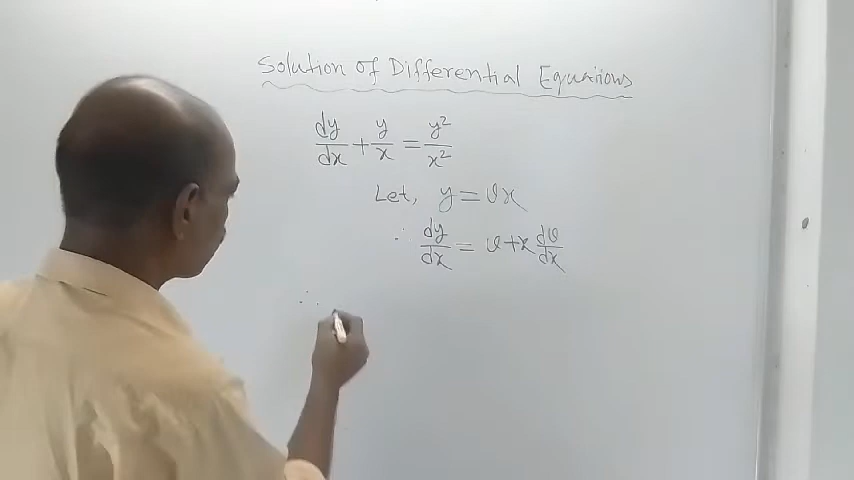 Solution of Differential Equations
dy/dx + y/x = y²/x²
Let, y = vx
∴ dy/dx = v + x dv/dx
∴